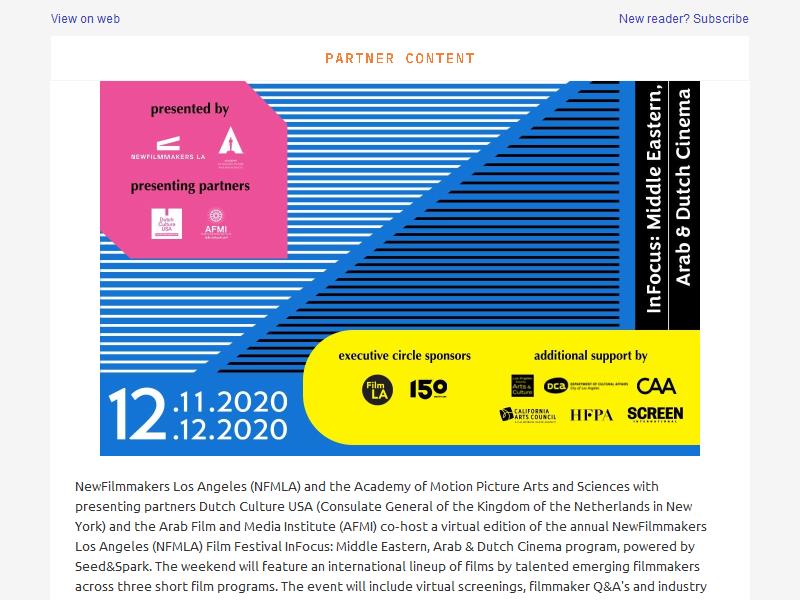 View on web
New reader? Subscribe
PARTNER CONTENT
presented by
NEWFILMMAKERS LA
presenting partners
Dutch
Culture
USA
AFMI
InFocus: Middle Eastern,
Arab & Dutch Cinema
executive circle sponsors
additional support by
Film
LA
150
Arts &
Culture
dca DEPARTMENT OF CULTURAL AFFAIRS
City of Los Angeles
CAA
CALIFORNIA
ARTS COUNCIL
HFPA
SCREEN
INTERNATIONAL
12.11.2020
.12.2020
NewFilmmakers Los Angeles (NFMLA) and the Academy of Motion Picture Arts and Sciences with
presenting partners Dutch Culture USA (Consulate General of the Kingdom of the Netherlands in New
York) and the Arab Film and Media Institute (AFMI) co-host a virtual edition of the annual NewFilmmakers
Los Angeles (NFMLA) Film Festival InFocus: Middle Eastern, Arab & Dutch Cinema program, powered by
Seed&Spark. The weekend will feature an international lineup of films by talented emerging filmmakers
across three short film programs. The event will include virtual screenings, filmmaker Q&A's and industry